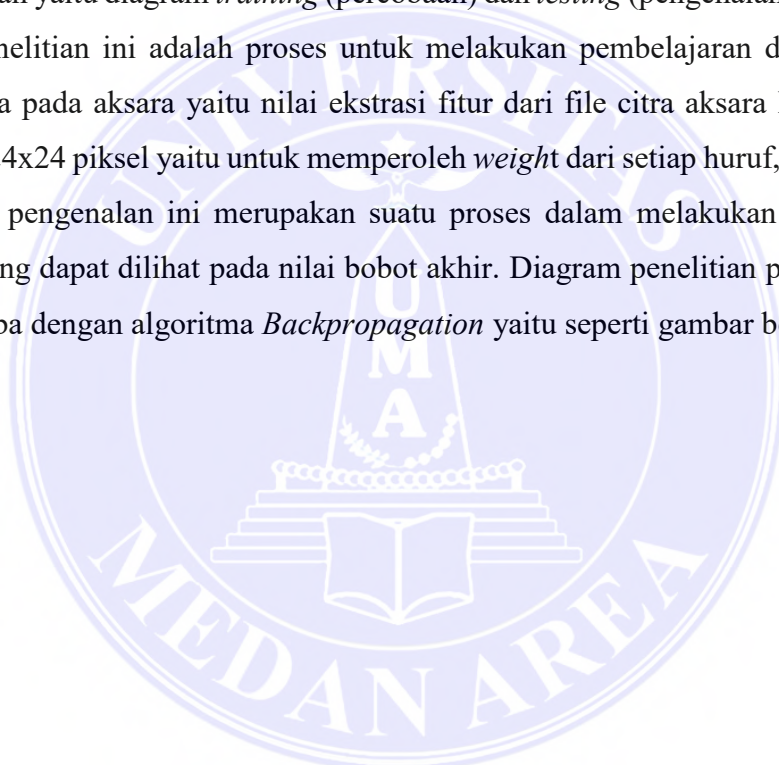 yaitu diagram training (percobaan) dan testing (pengenalan
penelitian ini adalah proses untuk melakukan pembelajaran
pada aksara yaitu nilai ekstrasi fitur dari file citra aksara
4x24 piksel yaitu untuk memperoleh weight dari setiap huruf,
pengenalan ini merupakan suatu proses dalam melakukan
ng dapat dilihat pada nilai bobot akhir. Diagram penelitian p
ba dengan algoritma Backpropagation yaitu seperti gambar b
UNIVERSITAS
UMA
MEDAN AREA